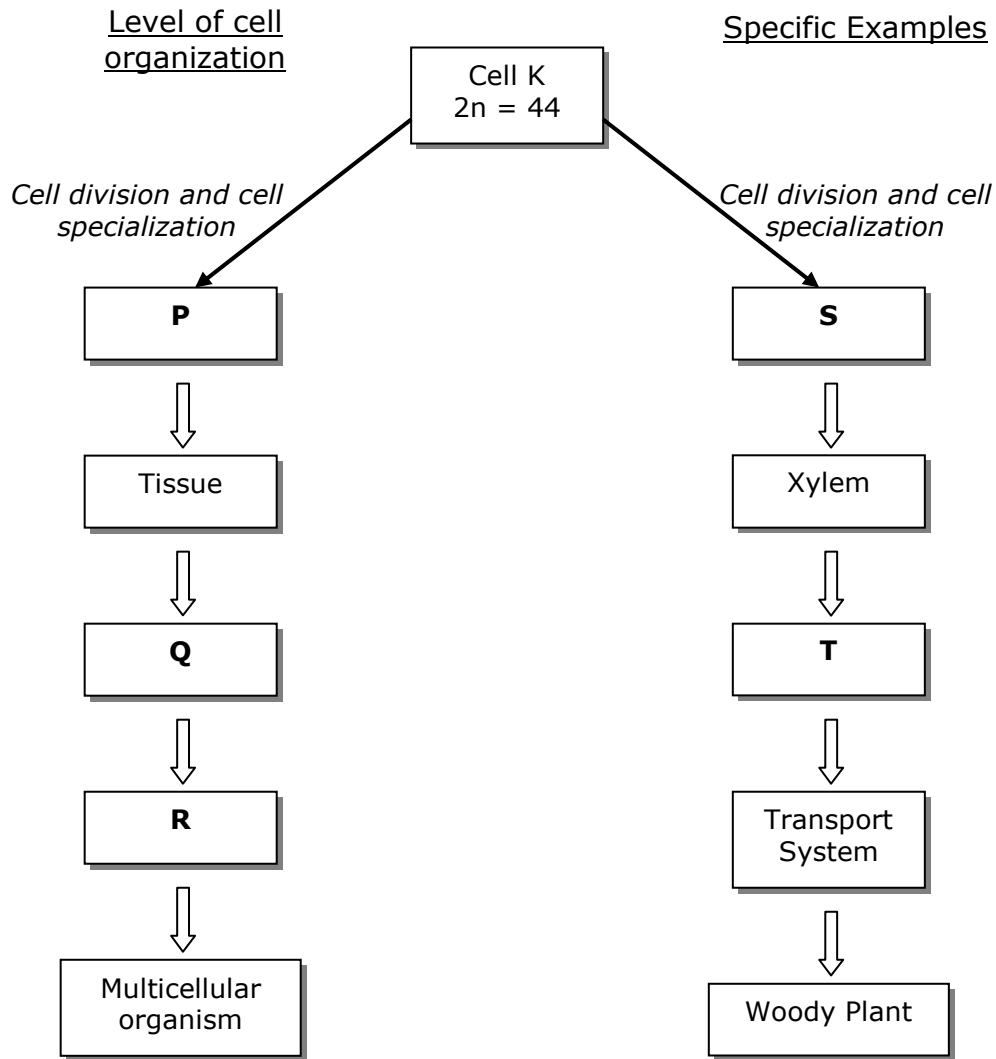 Level of cell
organization
Specific Examples
Cell K
2n = 44
Cell division and cell
specialization
Cell division and cell
specialization
P
S
Tissue
Xylem
Q
T
R
Transport
System
Multicellular
organism
Woody Plant